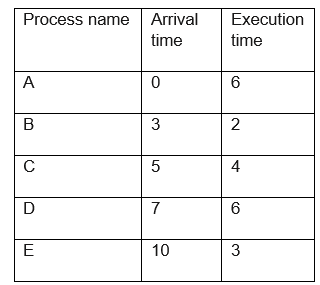 Process name Arrival time Execution time
A 0 6
B 3 2
C 5 4
D 7 6
E 10 3